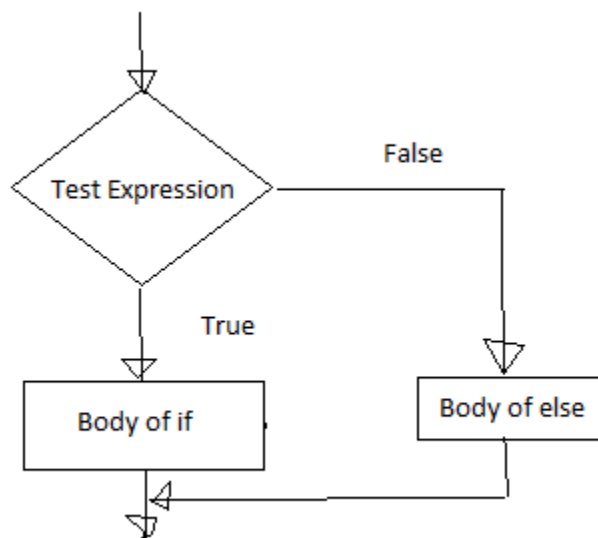 False
Test Expression
True
Body of if
Body of else